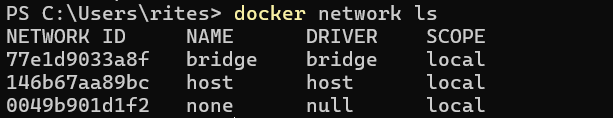 PS C:\Users\rites> docker network ls
NETWORK ID     NAME      DRIVER    SCOPE
77e1d9033a8f   bridge    bridge    local
146b67aa89bc   host      host      local
0049b901d1f2   none      null      local